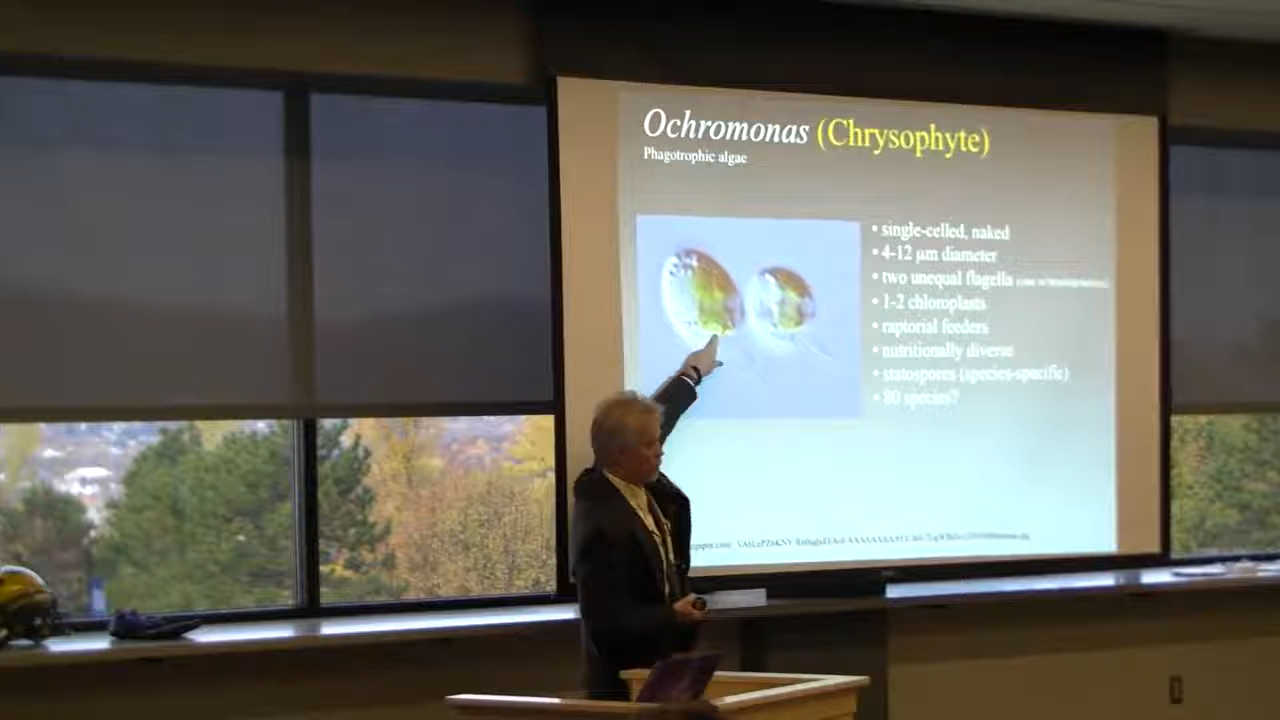 Ochromonas (Chrysophyte)
Phagotrophic algae
• single-celled, naked
• 4-12 µm diameter
• two unequal flagella
• 1-2 chloroplasts
• raptorial feeders
• nutritionally diverse
• statospores (species-specific)
• 80 species?